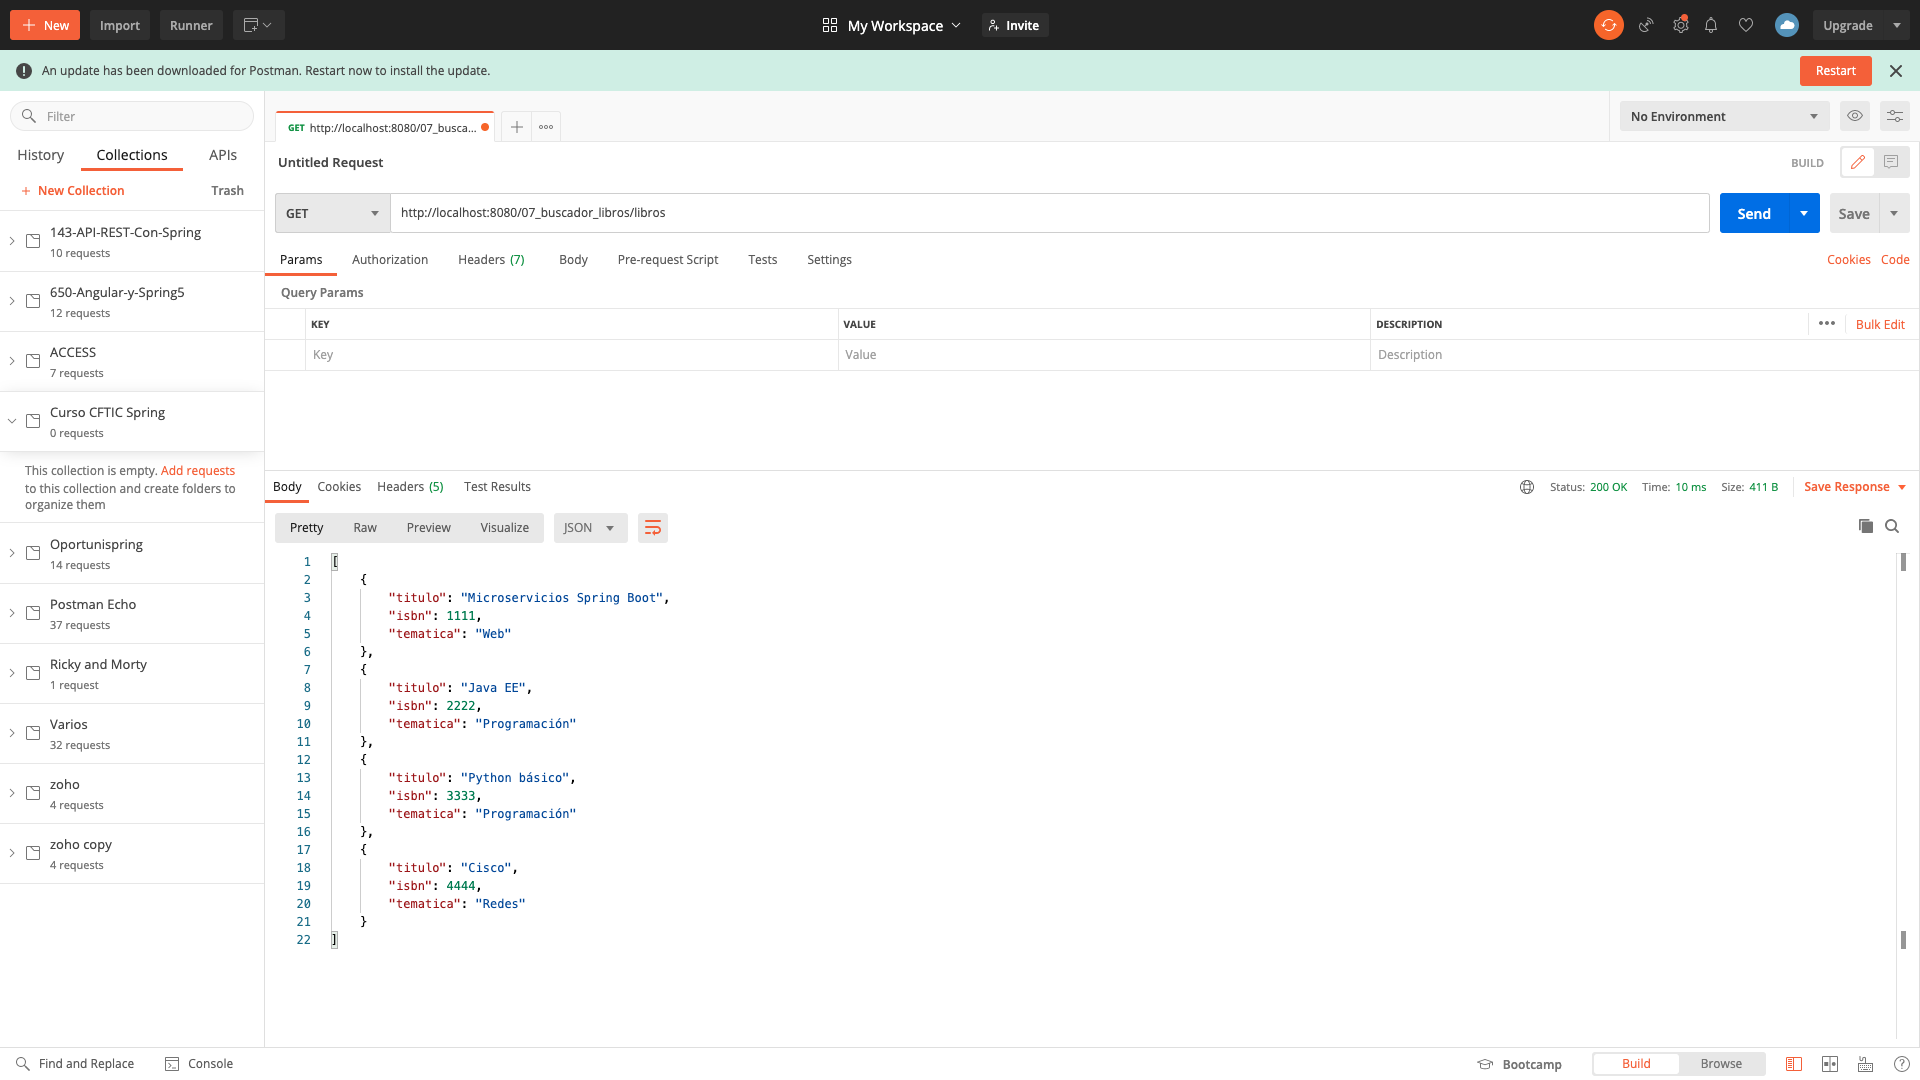 New
Import
Runner
My Workspace
Invite
Upgrade
An update has been downloaded for Postman. Restart now to install the update.
Restart
Filter
History
Collections
APIs
New Collection
Trash
143-API-REST-Con-Spring
10 requests
650-Angular-y-Spring5
12 requests
ACCESS
7 requests
Curso CFTIC Spring
0 requests
This collection is empty. Add requests
to this collection and create folders to
organize them
Oportunispring
14 requests
Postman Echo
37 requests
Ricky and Morty
1 request
Varios
32 requests
zoho
4 requests
zoho copy
4 requests
GET http://localhost:8080/07_busca...
No Environment
Untitled Request
BUILD
GET
http://localhost:8080/07_buscador_libros/libros
Send
Save
Params
Authorization
Headers (7)
Body
Pre-request Script
Tests
Settings
Cookies
Code
Query Params
KEY
VALUE
DESCRIPTION
Bulk Edit
Key
Value
Description
Body
Cookies
Headers (5)
Test Results
Status: 200 OK
Time: 10 ms
Size: 411 B
Save Response
Pretty
Raw
Preview
Visualize
JSON
1 [
2 {
3 "titulo": "Microservicios Spring Boot",
4 "isbn": 1111,
5 "tematica": "Web"
6 },
7 {
8 "titulo": "Java EE",
9 "isbn": 2222,
10 "tematica": "Programación"
11 },
12 {
13 "titulo": "Python básico",
14 "isbn": 3333,
15 "tematica": "Programación"
16 },
17 {
18 "titulo": "Cisco",
19 "isbn": 4444,
20 "tematica": "Redes"
21 }
22 ]
Find and Replace
Console
Bootcamp
Build
Browse